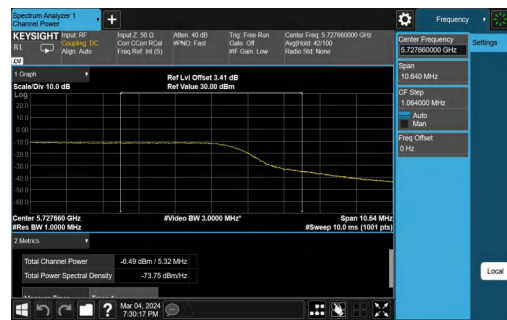 Spectrum Analyzer 1
Channel Power
Frequency
KEYSIGHT
RL
Input: RF
Coupling: DC
Align: Auto
Input Z: 50 Ω
Corr CCorr RCal
Freq Ref: Int (S)
Atten: 40 dB
#PNO: Fast
Trig: Free Run
Gate: Off
#IF Gain: Low
Center Freq: 5.727660000 GHz
Avg|Hold: 42/100
Radio Std: None
LVI
Center Frequency
5.727660000 GHz
Settings
Span
10.640 MHz
CF Step
1.064000 MHz
Auto
Man
Freq Offset
0 Hz
Local
1 Graph
Scale/Div 10.0 dB
Ref Lvl Offset 3.41 dB
Ref Value 30.00 dBm
Log
20.0
10.0
0.00
-10.0
-20.0
-30.0
-40.0
-50.0
-60.0
Center 5.727660 GHz
#Res BW 1.0000 MHz
#Video BW 3.0000 MHz*
Span 10.64 MHz
#Sweep 10.0 ms (1001 pts)
2 Metrics
Total Channel Power -6.49 dBm / 5.32 MHz
Total Power Spectral Density -73.75 dBm/Hz
?
Mar 04, 2024
7:30:17 PM